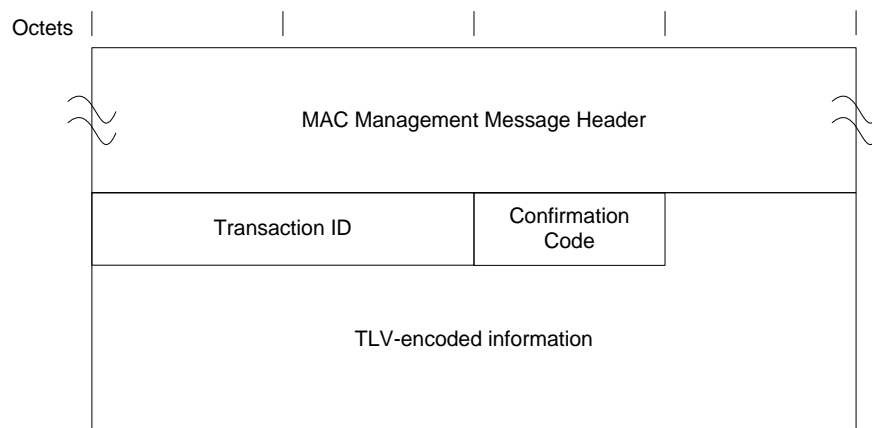 Octets
MAC Management Message Header
Transaction ID
Confirmation
Code
TLV-encoded information